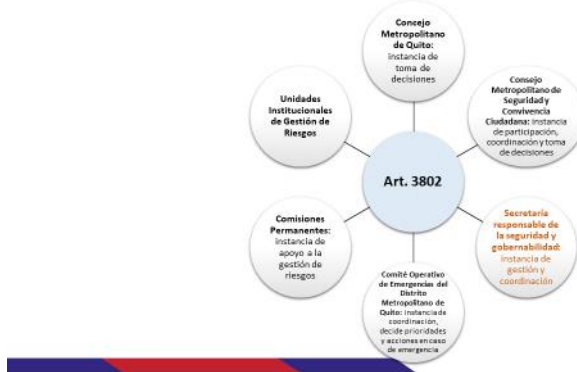 Concejo
Metropolitano
de Quito:
instancia de
toma de
decisiones
Consejo
Metropolitano de
Seguridad y
Convivencia
Ciudadana: instancia
de participación,
coordinación y toma
de decisiones
Secretaría
responsable de
la seguridad y
gobernabilidad:
instancia de
gestión y
coordinación
Comité Operativo
de Emergencias del
Distrito
Metropolitano de
Quito: instancia de
coordinación,
decide prioridades
y acciones en caso de
emergencia
Comisiones
Permanentes:
instancia de
apoyo a la
gestión de
riesgos
Unidades
Institucionales
de Gestión de
Riesgos
Art. 3802